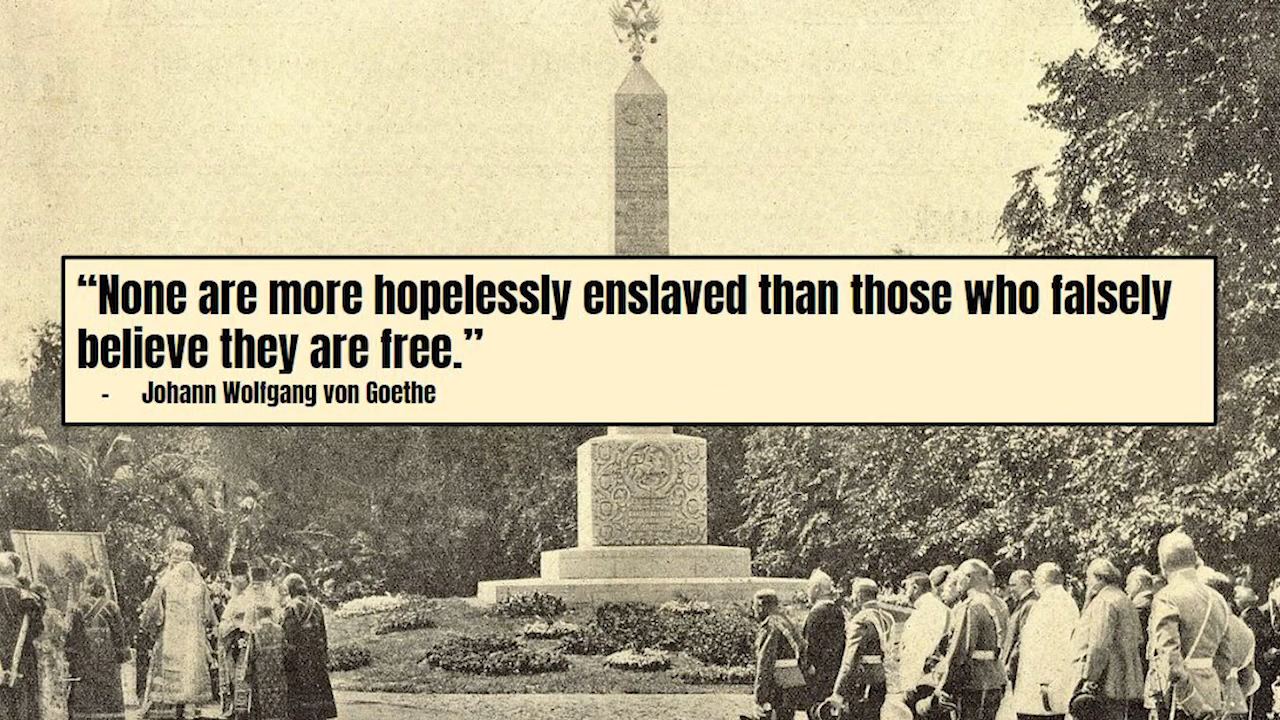 “None are more hopelessly enslaved than those who falsely
believe they are free.”
- Johann Wolfgang von Goethe